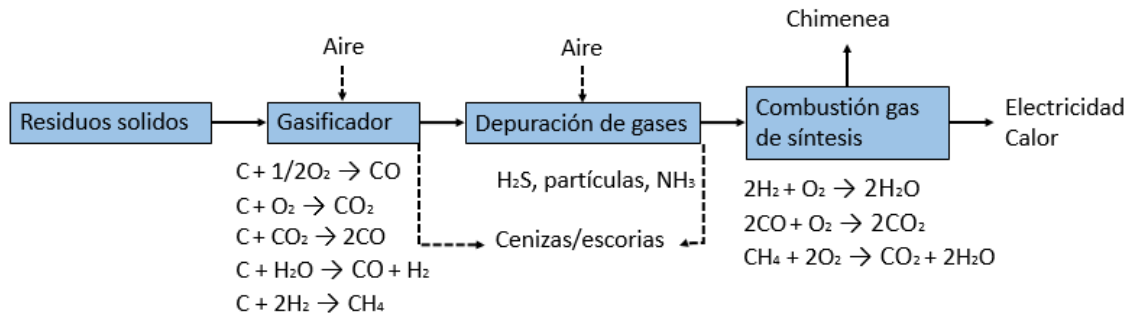 Chimenea
Aire
Aire
Residuos solidos
Gasificador
Depuración de gases
Combustión gas
de síntesis
Electricidad
Calor
C + 1/2O₂ → CO
C + O₂ → CO₂
C + CO₂ → 2CO
C + H₂O → CO + H₂
C + 2H₂ → CH₄
H₂S, partículas, NH₃
Cenizas/escorias
2H₂ + O₂ → 2H₂O
2CO + O₂ → 2CO₂
CH₄ + 2O₂ → CO₂ + 2H₂O